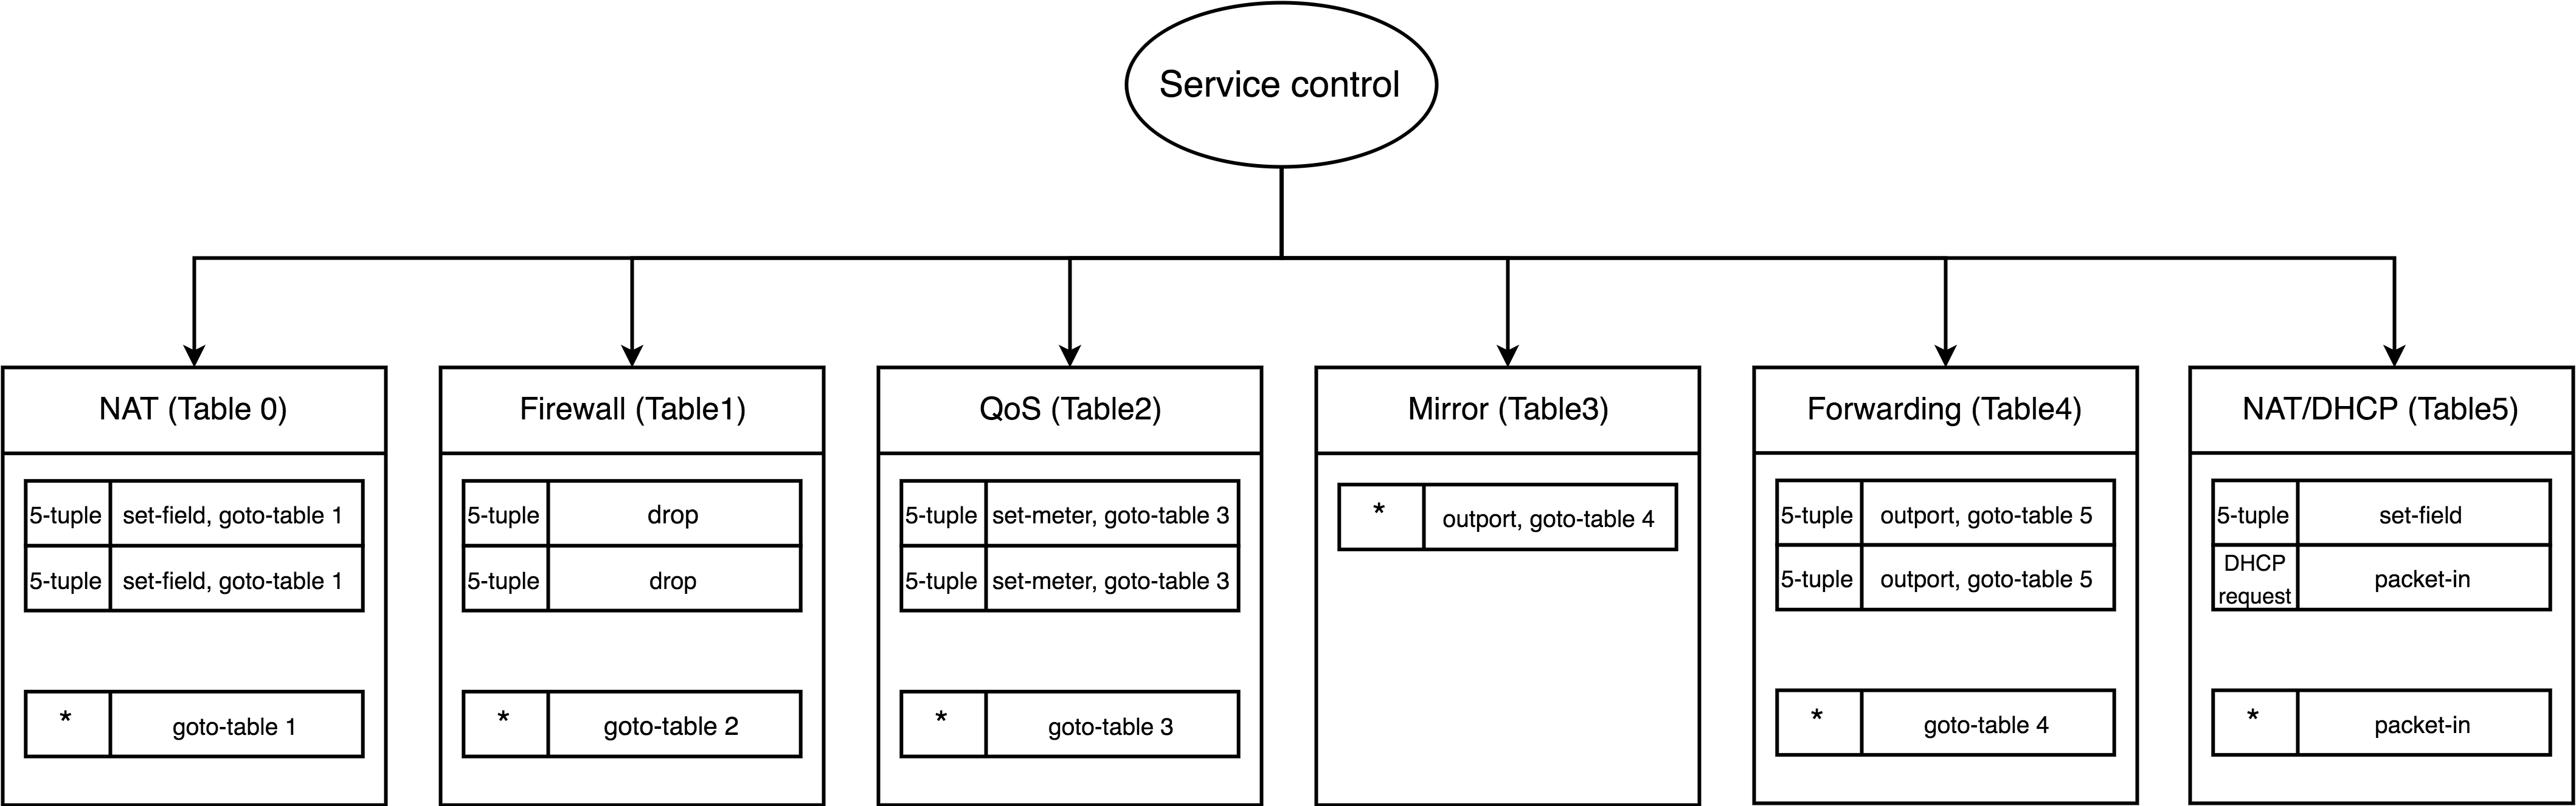 Service control
NAT (Table 0)
5-tuple set-field, goto-table 1
5-tuple set-field, goto-table 1
* goto-table 1
Firewall (Table1)
5-tuple drop
5-tuple drop
* goto-table 2
QoS (Table2)
5-tuple set-meter, goto-table 3
5-tuple set-meter, goto-table 3
* goto-table 3
Mirror (Table3)
* outport, goto-table 4
Forwarding (Table4)
5-tuple outport, goto-table 5
5-tuple outport, goto-table 5
* goto-table 4
NAT/DHCP (Table5)
5-tuple set-field
DHCP
request packet-in
* packet-in